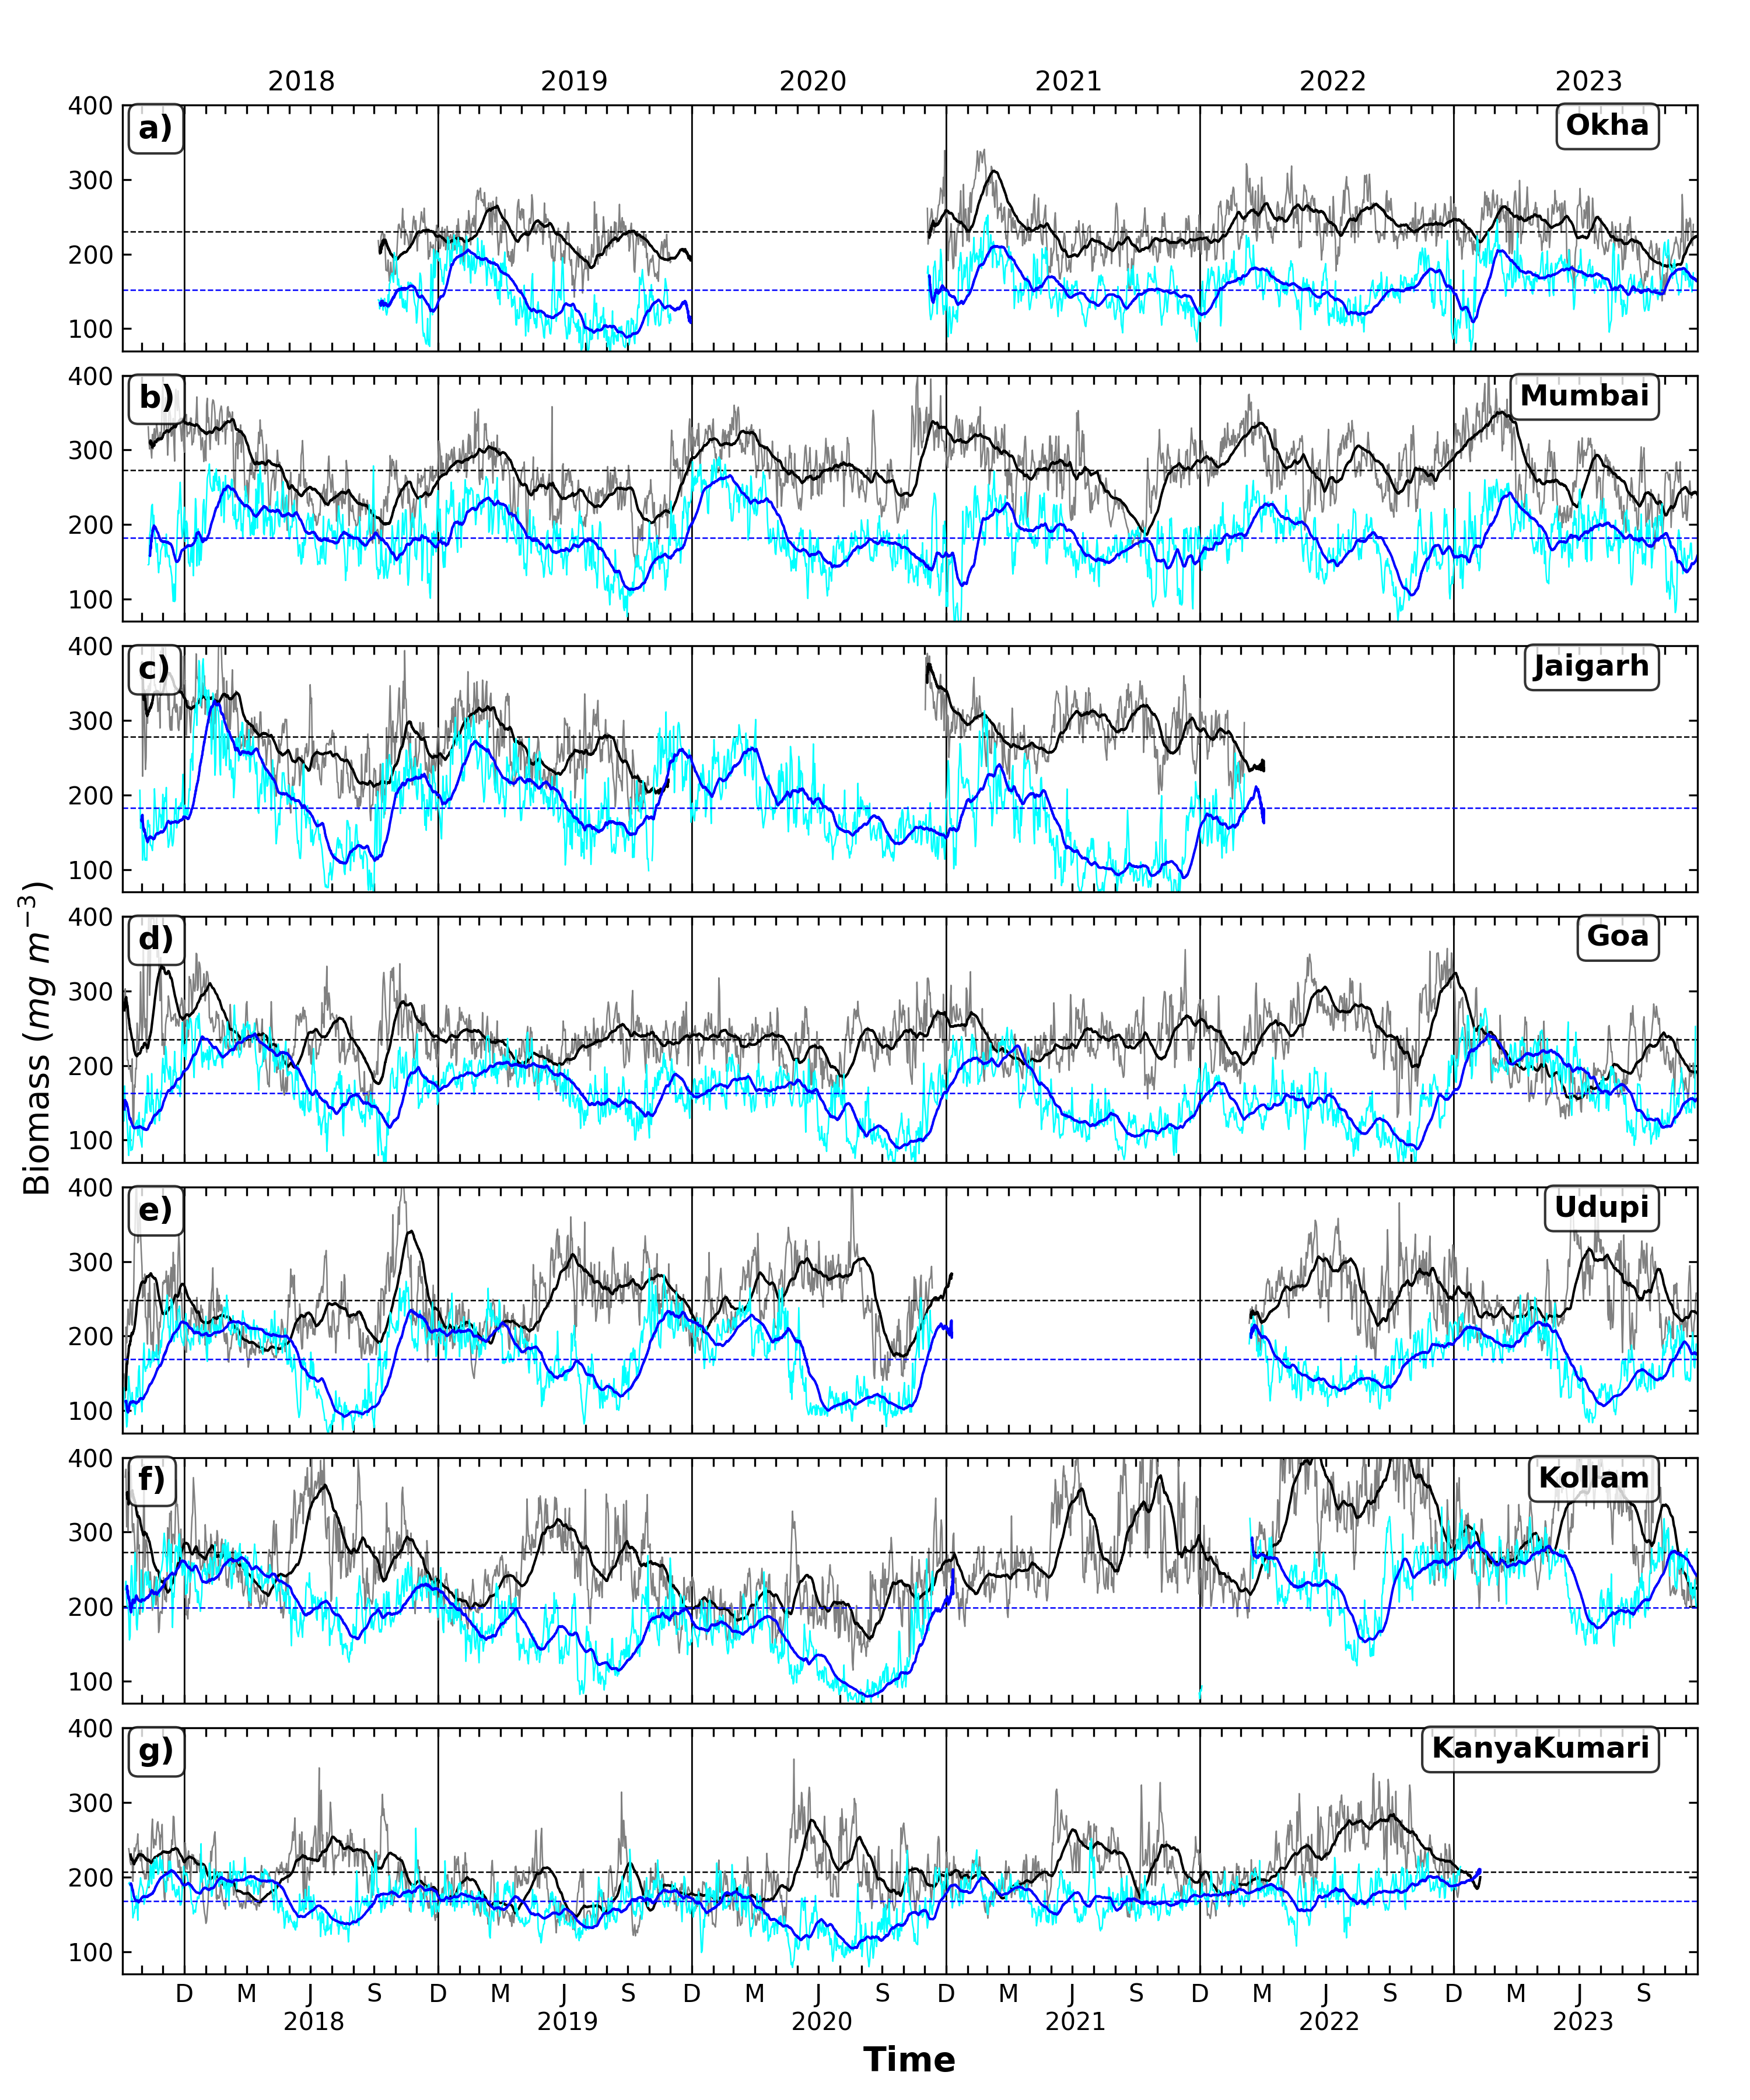 2018 2019 2020 2021 2022 2023
a) Okha
400
300
200
100
b) Mumbai
400
300
200
100
c) Jaigarh
400
300
200
100
d) Goa
400
300
200
100
Biomass (mg m⁻³)
e) Udupi
400
300
200
100
f) Kollam
400
300
200
100
g) KanyaKumari
400
300
200
100
D M J S D M J S D M J S D M J S D M J S D M J S
2018 2019 2020 2021 2022 2023
Time